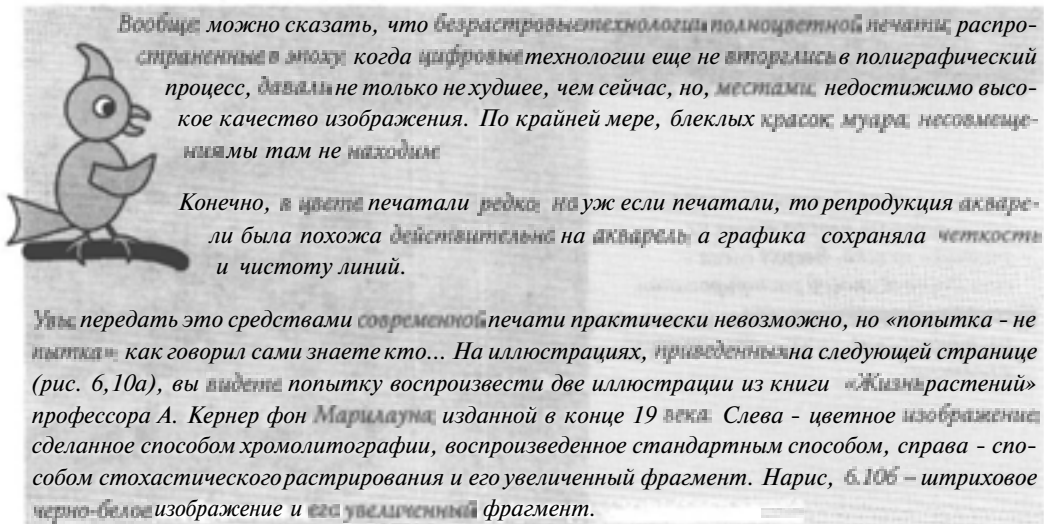 Вообще, можно сказать, что безрастровые технологии полноцветной печати, распро-
страненные в эпоху, когда цифровые технологии еще не вторглись в полиграфический
процесс, давали не только не худшее, чем сейчас, но, местами, недостижимо высо-
кое качество изображения. По крайней мере, блеклых красок, муара, несовмеще-
ния мы там не находим.
Конечно, в цвете печатали редко, но уж если печатали, то репродукция акваре-
ли была похожа действительно на акварель, а графика сохраняла четкость
и чистоту линий.
Увы, передать это средствами современной печати практически невозможно, но «попытка - не
пытка», как говорил сами знаете кто... На иллюстрациях, приведенных на следующей странице
(рис. 6,10а), вы видете попытку воспроизвести две иллюстрации из книги «Жизнь растений»
профессора А. Кернер фон Марилауна, изданной в конце 19 века. Слева - цветное изображение,
сделанное способом хромолитографии, воспроизведенное стандартным способом, справа - спо-
собом стохастического растрирования и его увеличенный фрагмент. Нарис, 6.10б – штриховое
черно-белое изображение и его увеличенный фрагмент.